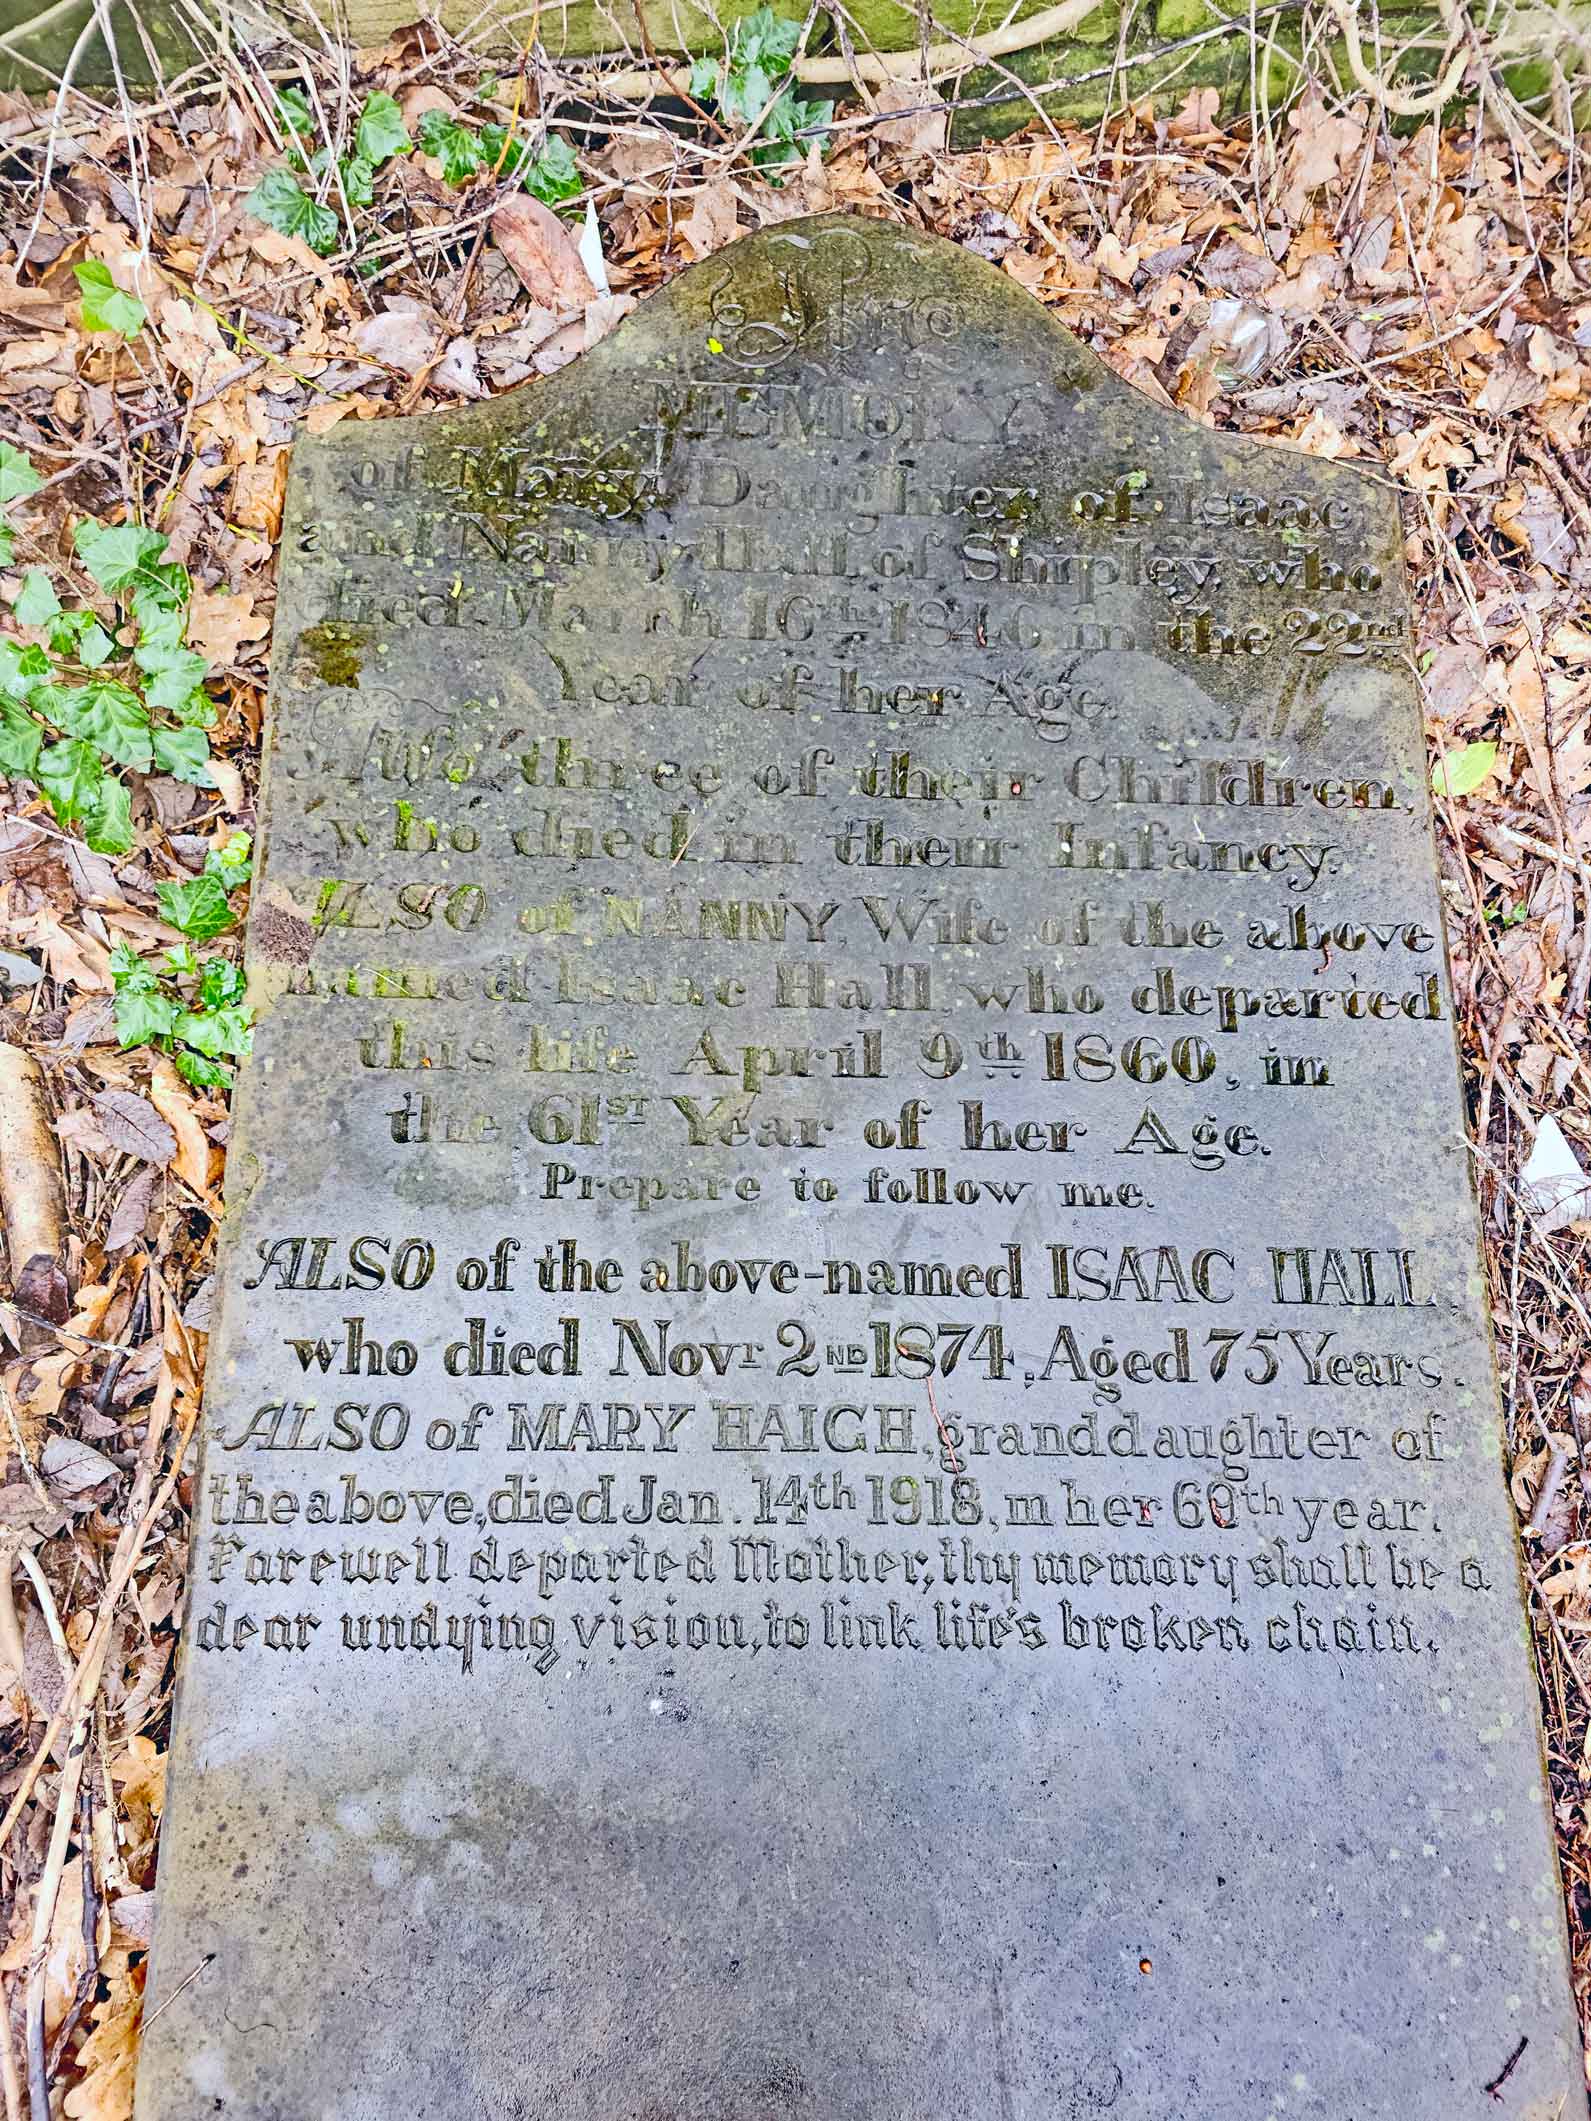 In
MEMORY
of Mary, Daughter of Isaac
and Nanny Hall, of Shipley, who
died March 16th 1846 in the 22nd
Year of her Age.
Also three of their Children,
who died in their Infancy.
ALSO of NANNY, Wife of the above
named Isaac Hall, who departed
this life April 9th 1860, in
the 61ST Year of her Age.
Prepare to follow me.
ALSO of the above-named ISAAC HALL,
who died Novr 2ND 1874, Aged 75 Years.
ALSO of MARY HAIGH, granddaughter of
the above, died Jan. 14th 1918, in her 69th year.
Farewell departed Mother, thy memory shall be a
dear undying vision, to link life's broken chain.